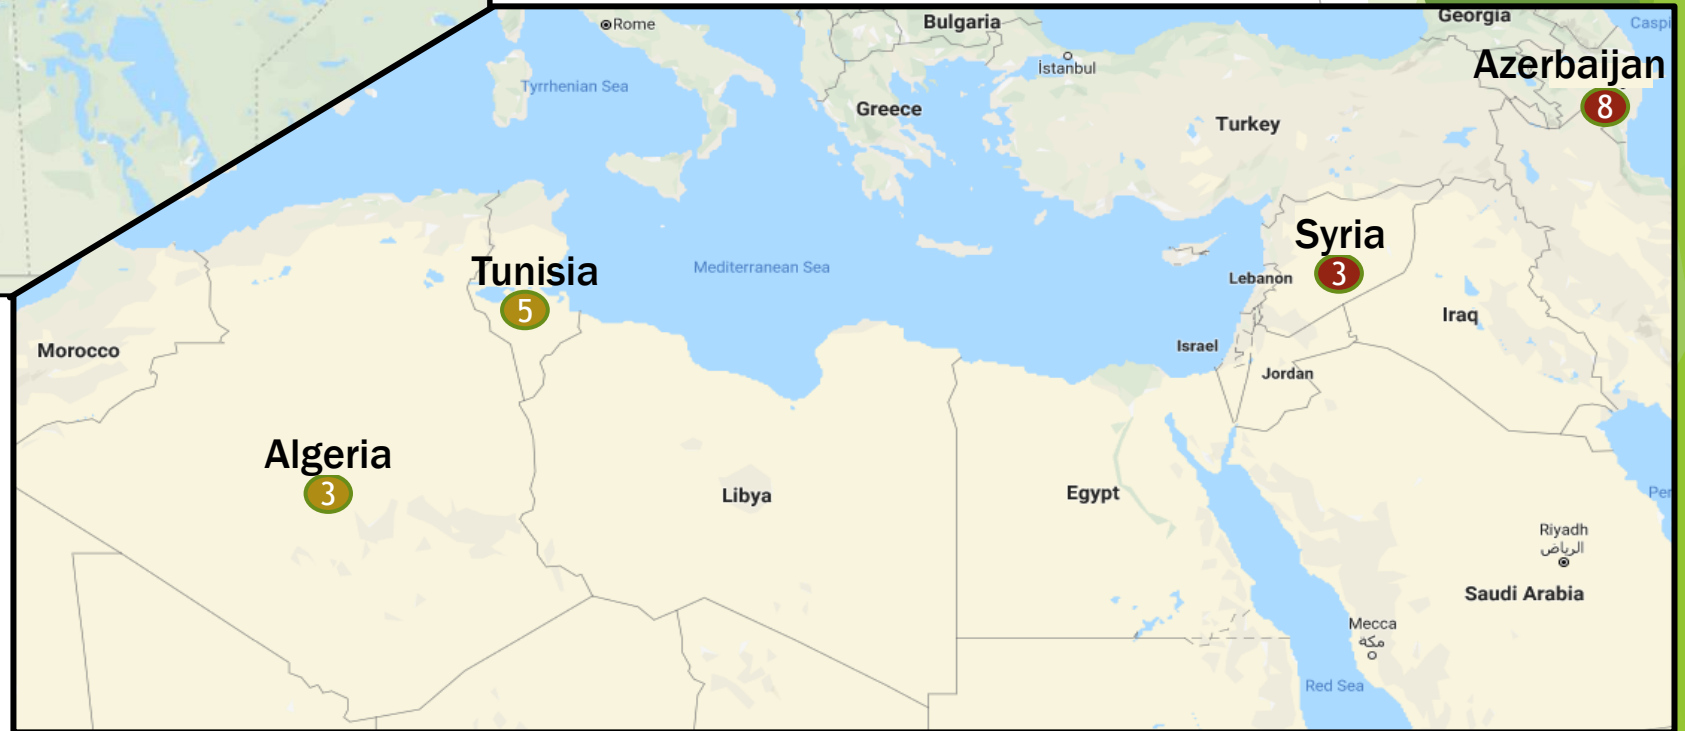 Rome
Bulgaria
Georgia
Caspi
Azerbaijan
8
İstanbul
Tyrrhenian Sea
Greece
Turkey
Syria
3
Tunisia
5
Mediterranean Sea
Lebanon
Iraq
Israel
Morocco
Jordan
Algeria
3
Libya
Egypt
Per
Riyadh
الرياض
Saudi Arabia
Mecca
مكة
Red Sea